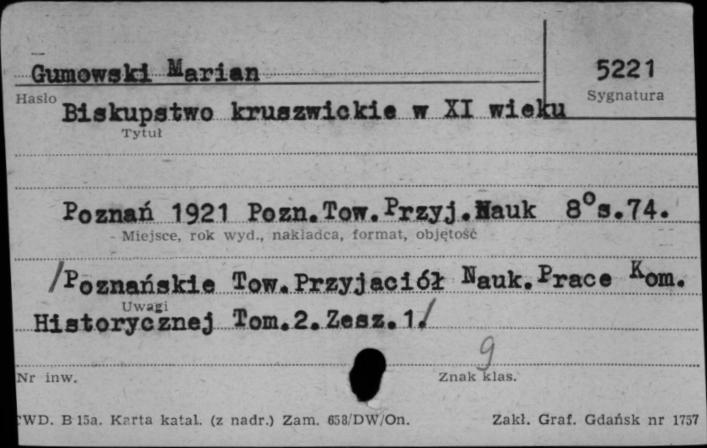 Gumowski Marian 5221
Hasło Sygnatura
Biskupstwo kruszwickie w XI wieku
Tytuł
Poznań 1921 Pozn.Tow.Przyj.Nauk 8°s.74.
Miejsce, rok wyd., nakładca, format, objętość
/Poznańskie Tow.Przyjaciół Nauk.Prace Kom.
Uwagi
Historycznej Tom.2.Zesz.1./
9
Nr inw. Znak klas.
WD. B 15a. Karta katal. (z nadr.) Zam. 658/DW/On. Zakł. Graf. Gdańsk nr 1757